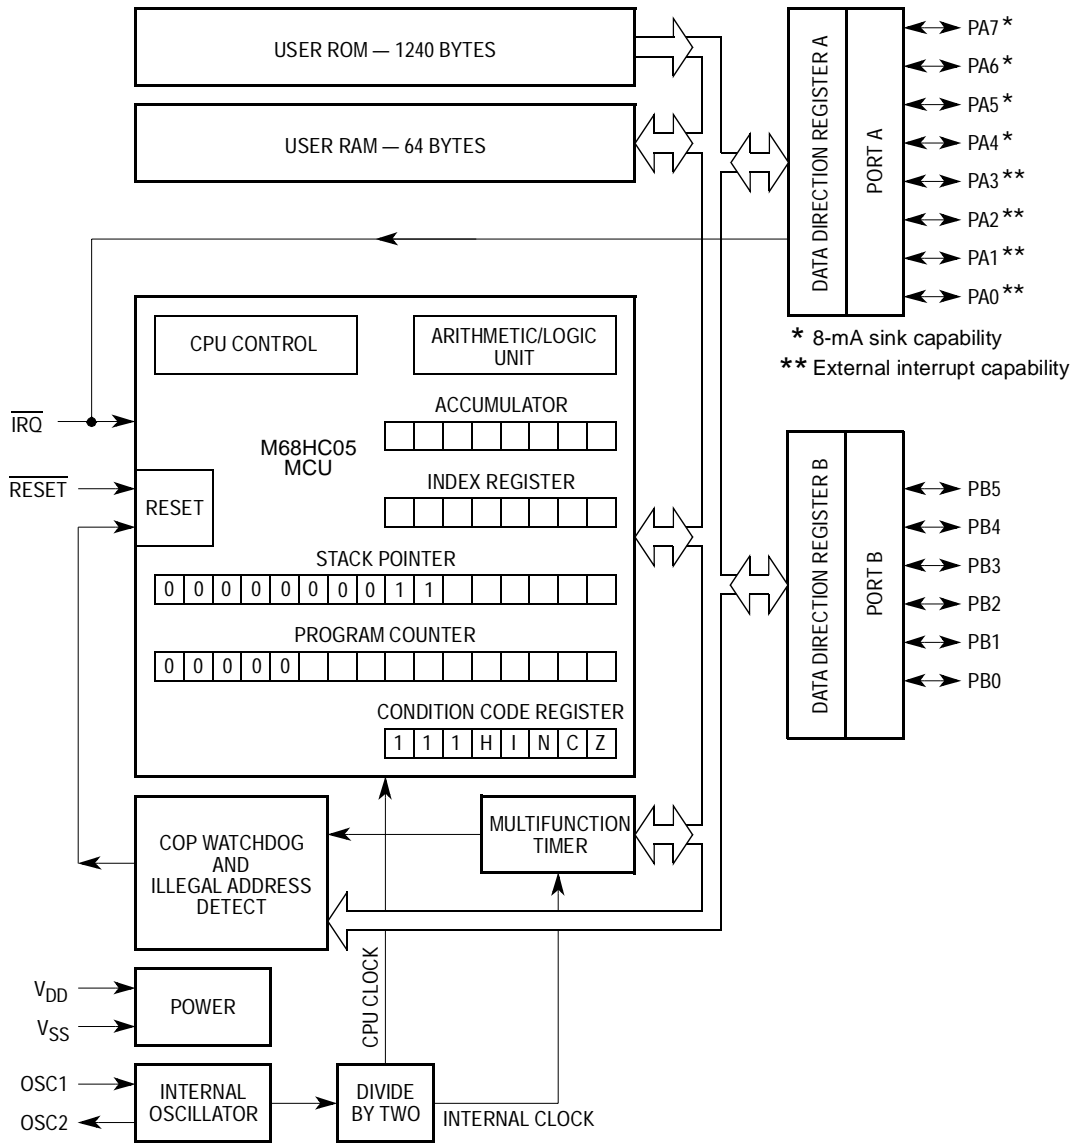 USER ROM — 1240 BYTES
USER RAM — 64 BYTES
DATA DIRECTION REGISTER A
PORT A
PA7 *
PA6 *
PA5 *
PA4 *
PA3 **
PA2 **
PA1 **
PA0 **
* 8-mA sink capability
** External interrupt capability
CPU CONTROL
ARITHMETIC/LOGIC
UNIT
ACCUMULATOR
IRQ
M68HC05
MCU
RESET
RESET
INDEX REGISTER
STACK POINTER
0 0 0 0 0 0 0 0 1 1
PROGRAM COUNTER
0 0 0 0 0
CONDITION CODE REGISTER
1 1 1 H I N C Z
DATA DIRECTION REGISTER B
PORT B
PB5
PB4
PB3
PB2
PB1
PB0
COP WATCHDOG
AND
ILLEGAL ADDRESS
DETECT
MULTIFUNCTION
TIMER
CPU CLOCK
VDD
VSS
POWER
OSC1
OSC2
INTERNAL
OSCILLATOR
DIVIDE
BY TWO
INTERNAL CLOCK